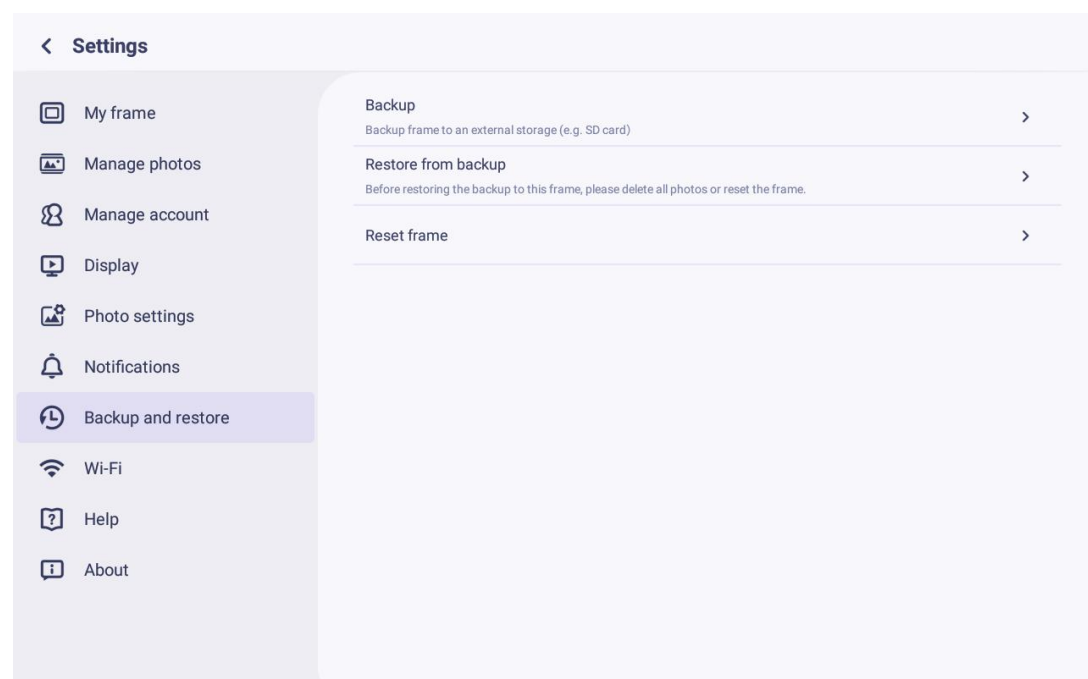 Settings
My frame
Manage photos
Manage account
Display
Photo settings
Notifications
Backup and restore
Wi-Fi
Help
About
Backup
Backup frame to an external storage (e.g. SD card)
Restore from backup
Before restoring the backup to this frame, please delete all photos or reset the frame.
Reset frame